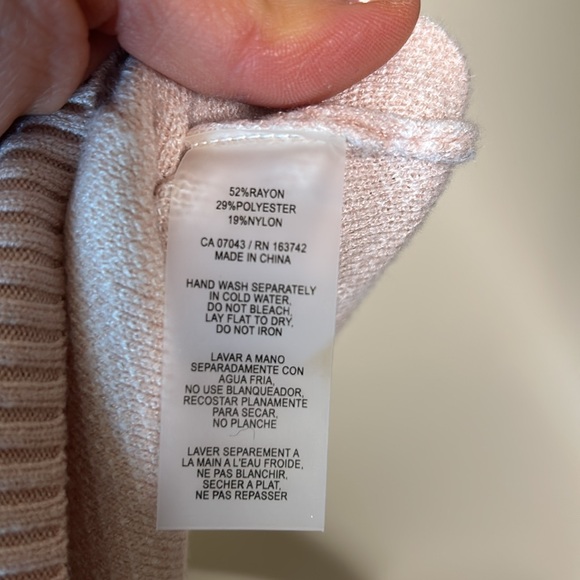 52%RAYON
29%POLYESTER
19%NYLON
CA 07043 / RN 163742
MADE IN CHINA
HAND WASH SEPARATELY
IN COLD WATER.
DO NOT BLEACH,
LAY FLAT TO DRY,
DO NOT IRON
LAVAR A MANO
SEPARADAMENTE CON
AGUA FRIA,
NO USE BLANQUEADOR,
RECOSTAR PLANAMENTE
PARA SECAR,
NO PLANCHE
LAVER SEPAREMENT A
LA MAIN A L'EAU FROIDE,
NE PAS BLANCHIR,
SECHER A PLAT,
NE PAS REPASSER